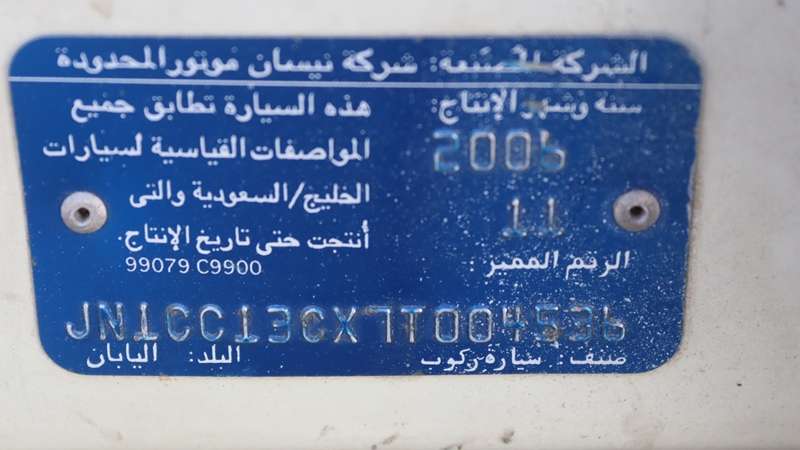 الشركة المصنعة: شركة نيسان موتور المحدودة
سنة وشهر الإنتاج:
2006
11
هذه السيارة تطابق جميع
المواصفات القياسية لسيارات
الخليج/السعودية والتى
أنتجت حتى تاريخ الإنتاج.
99079 C9900
الرقم المميز:
JN1CC13CX7T004536
صنف: سيارة ركوب
البلد: اليابان